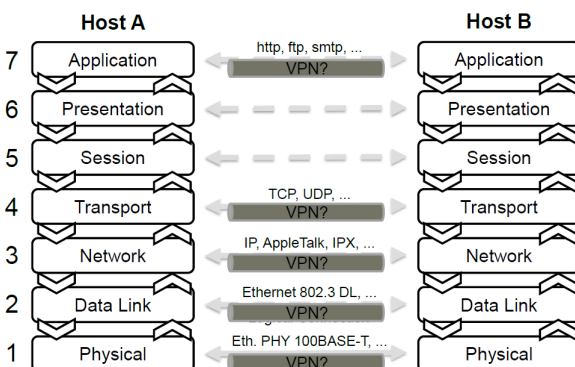 Host A
Host B
7
Application
http, ftp, smtp, ...
VPN?
Application
6
Presentation
Presentation
5
Session
Session
4
Transport
TCP, UDP, ...
VPN?
Transport
3
Network
IP, AppleTalk, IPX, ...
VPN?
Network
2
Data Link
Ethernet 802.3 DL, ...
VPN?
Data Link
1
Physical
Eth. PHY 100BASE-T, ...
VPN?
Physical